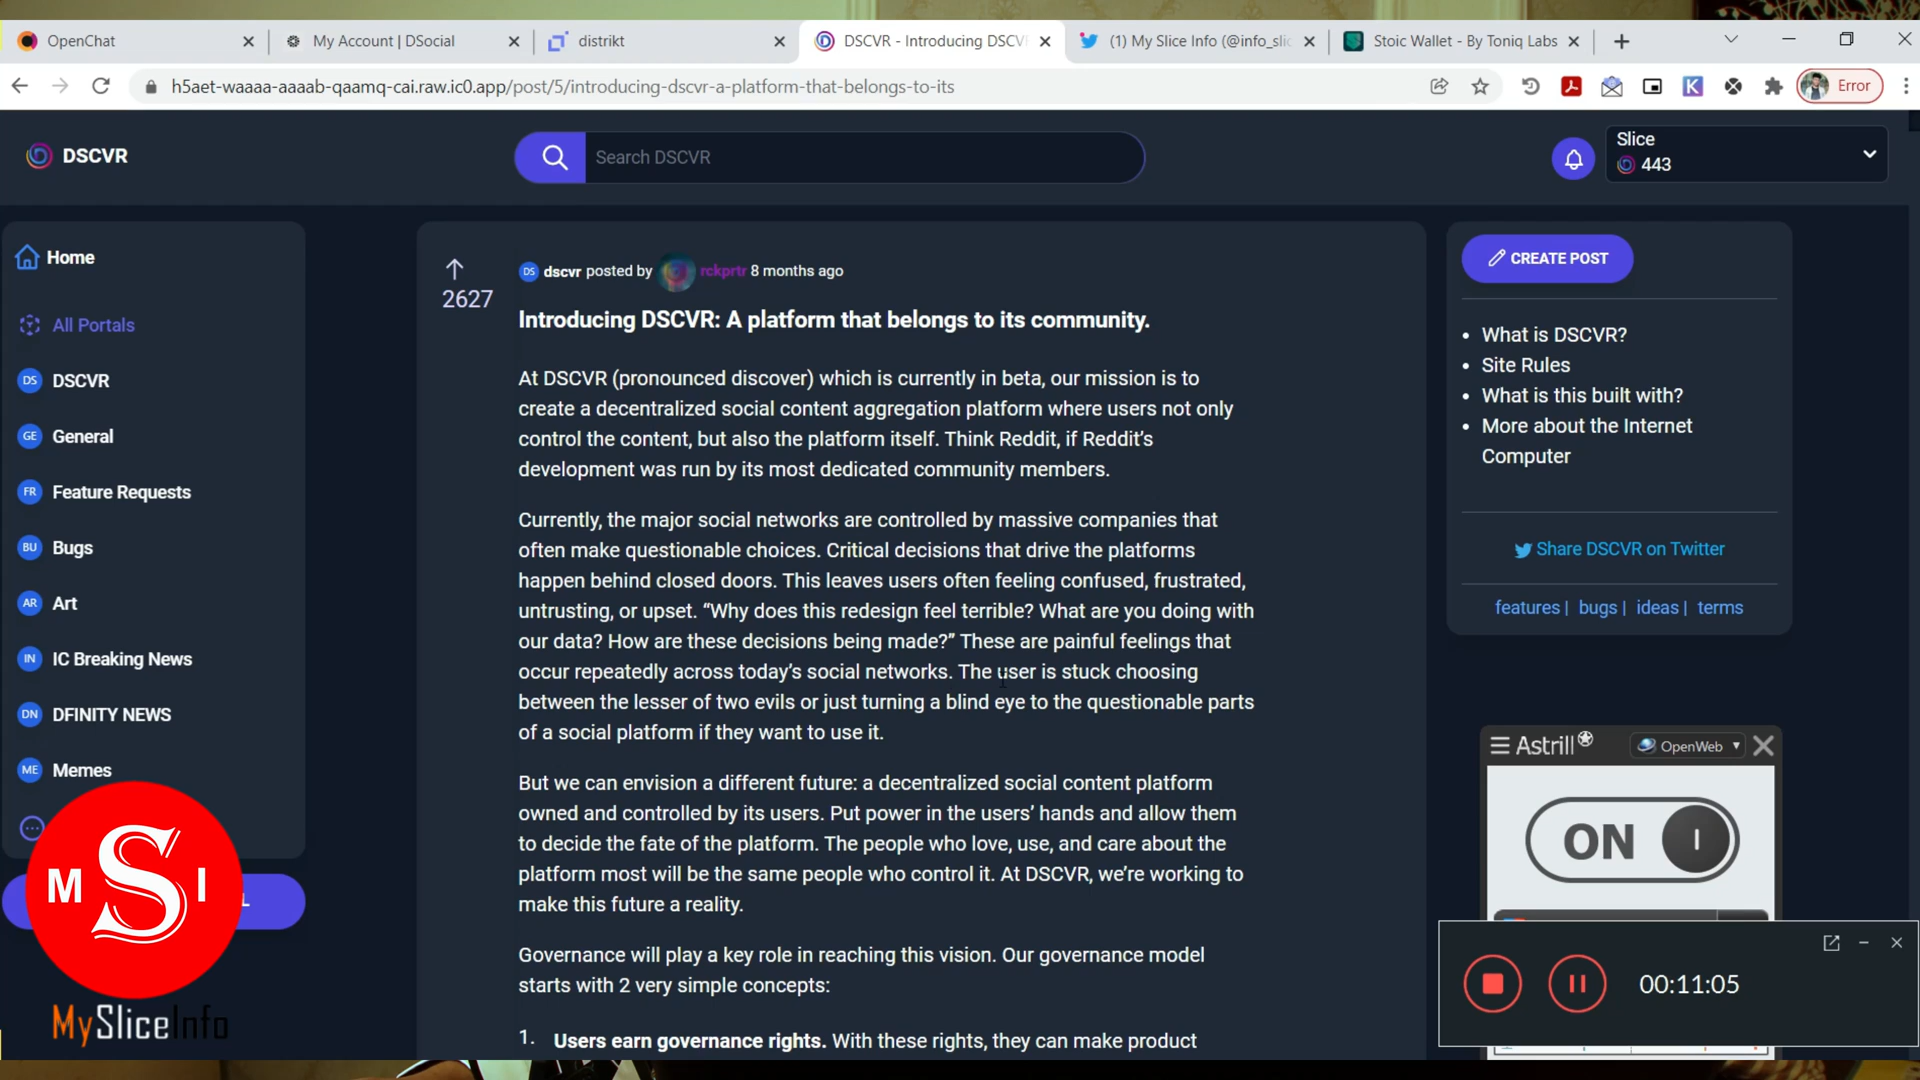 OpenChat
My Account | DSocial
distrikt
DSCVR - Introducing DSCV
(1) My Slice Info (@info_slic
Stoic Wallet - By Toniq Labs
h5aet-waaaa-aaaab-qaamq-cai.raw.ic0.app/post/5/introducing-dscvr-a-platform-that-belongs-to-its
Error
DSCVR
Search DSCVR
Slice
443
Home
All Portals
DS DSCVR
GE General
FR Feature Requests
BU Bugs
AR Art
IN IC Breaking News
DN DFINITY NEWS
ME Memes
2627
DS dscvr posted by rckprtr 8 months ago
Introducing DSCVR: A platform that belongs to its community.
At DSCVR (pronounced discover) which is currently in beta, our mission is to
create a decentralized social content aggregation platform where users not only
control the content, but also the platform itself. Think Reddit, if Reddit's
development was run by its most dedicated community members.
Currently, the major social networks are controlled by massive companies that
often make questionable choices. Critical decisions that drive the platforms
happen behind closed doors. This leaves users often feeling confused, frustrated,
untrusting, or upset. “Why does this redesign feel terrible? What are you doing with
our data? How are these decisions being made?” These are painful feelings that
occur repeatedly across today's social networks. The user is stuck choosing
between the lesser of two evils or just turning a blind eye to the questionable parts
of a social platform if they want to use it.
But we can envision a different future: a decentralized social content platform
owned and controlled by its users. Put power in the users' hands and allow them
to decide the fate of the platform. The people who love, use, and care about the
platform most will be the same people who control it. At DSCVR, we're working to
make this future a reality.
Governance will play a key role in reaching this vision. Our governance model
starts with 2 very simple concepts:
1. Users earn governance rights. With these rights, they can make product
CREATE POST
What is DSCVR?
Site Rules
What is this built with?
More about the Internet
Computer
Share DSCVR on Twitter
features | bugs | ideas | terms
Astrill OpenWeb
ON
00:11:05
L
M S I
MySliceInfo